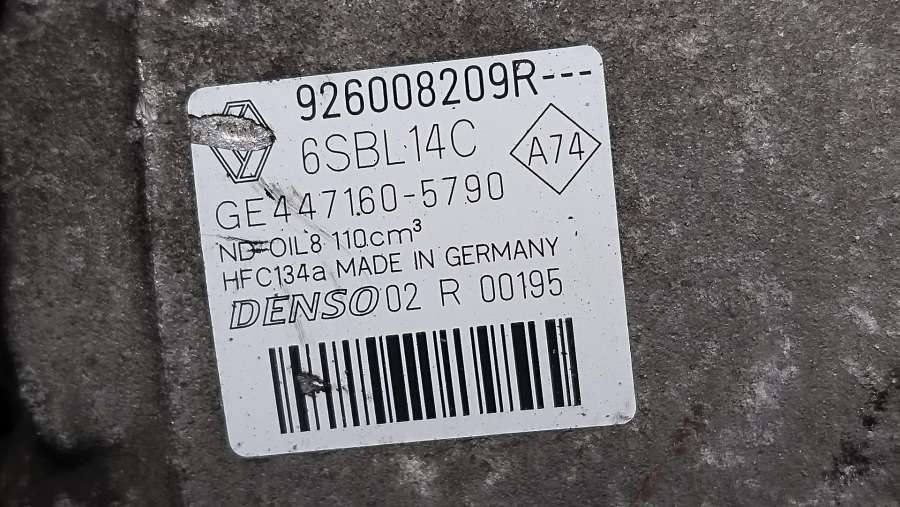 926008209R---
6SBL14C
A74
GE447160-5790
ND-OIL8 110cm³
HFC134a MADE IN GERMANY
DENSO 02 R 00195